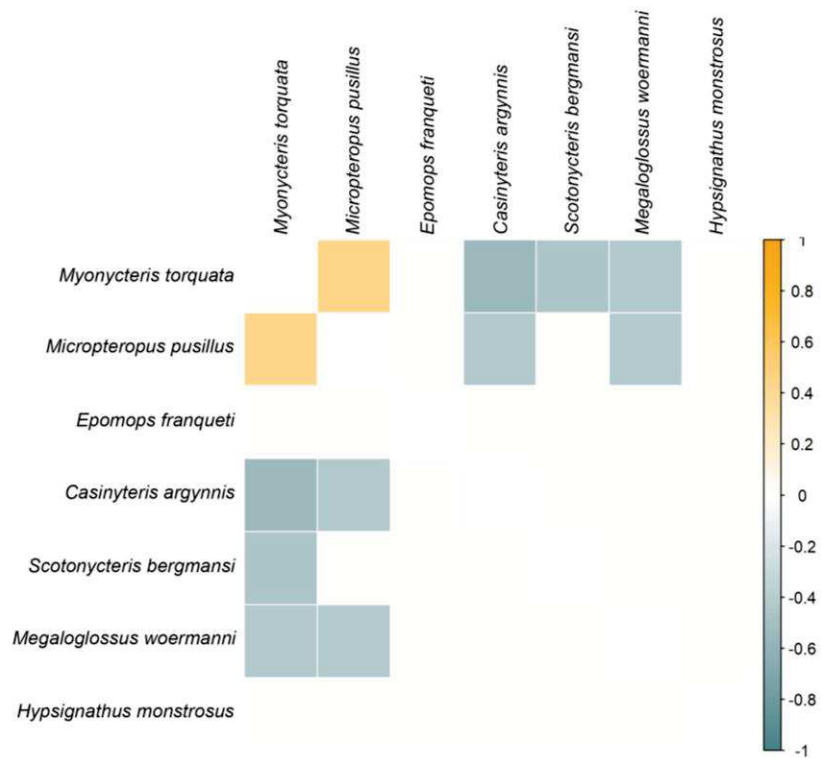 Myonycteris torquata
Micropteropus pusillus
Epomops franqueti
Casinyteris argynnis
Scotonycteris bergmansi
Megaloglossus woermanni
Hypsignathus monstrosus
Myonycteris torquata
Micropteropus pusillus
Epomops franqueti
Casinyteris argynnis
Scotonycteris bergmansi
Megaloglossus woermanni
Hypsignathus monstrosus
1
0.8
0.6
0.4
0.2
0
-0.2
-0.4
-0.6
-0.8
-1